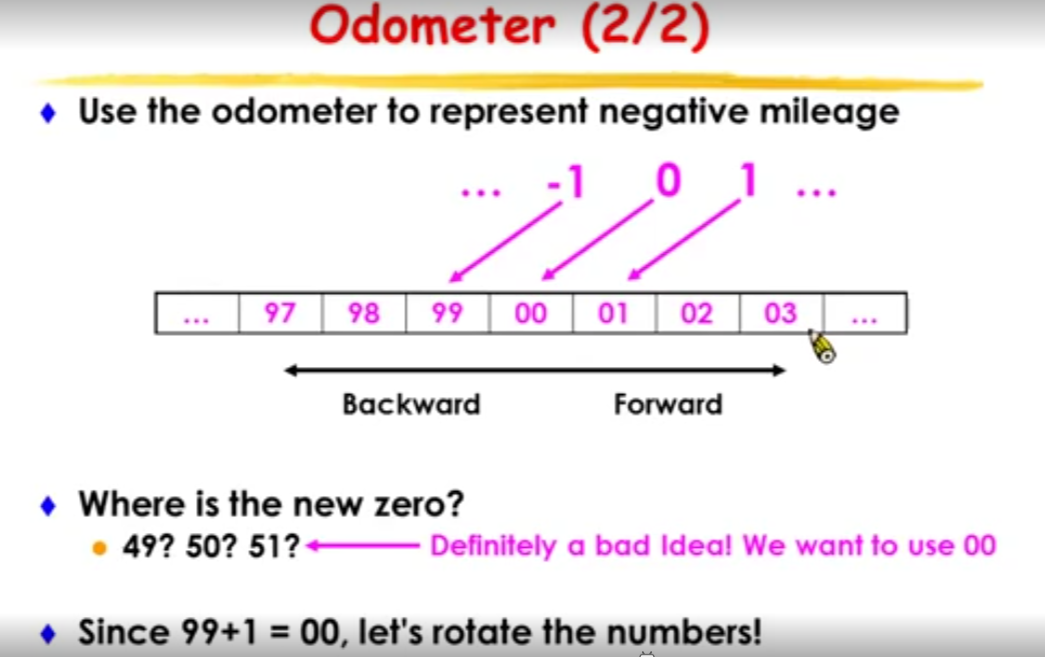 Odometer (2/2)
Use the odometer to represent negative mileage
... -1 0 1 ...
... 97 98 99 00 01 02 03 ...
Backward Forward
Where is the new zero?
49? 50? 51? Definitely a bad Idea! We want to use 00
Since 99+1 = 00, let's rotate the numbers!